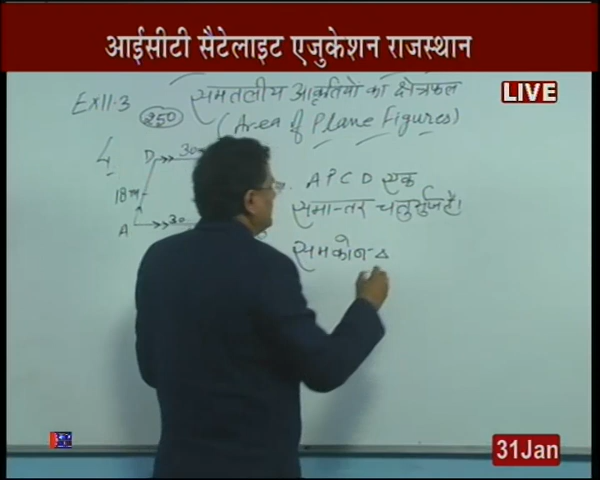 आईसीटी सैटेलाइट एजुकेशन राजस्थान
LIVE
Ex11.3 समतलीय आकृतियों का क्षेत्रफल
250 (Area of Plane Figures)
4
D 30
18
A 30
APCD एक
समान्तर चतुर्भुज है।
समकोन Δ
31Jan